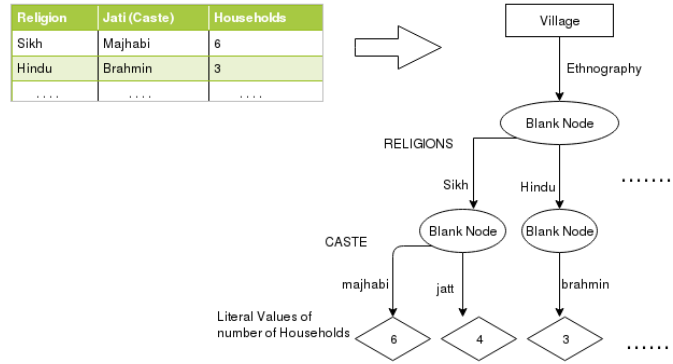 Religion Jati (Caste) Households
Sikh Majhabi 6
Hindu Brahmin 3
.... .... ....
Village
Ethnography
Blank Node
RELIGIONS
Sikh Hindu
.......
Blank Node Blank Node
CASTE
majhabi jatt brahmin
Literal Values of
number of Households
6 4 3 ......